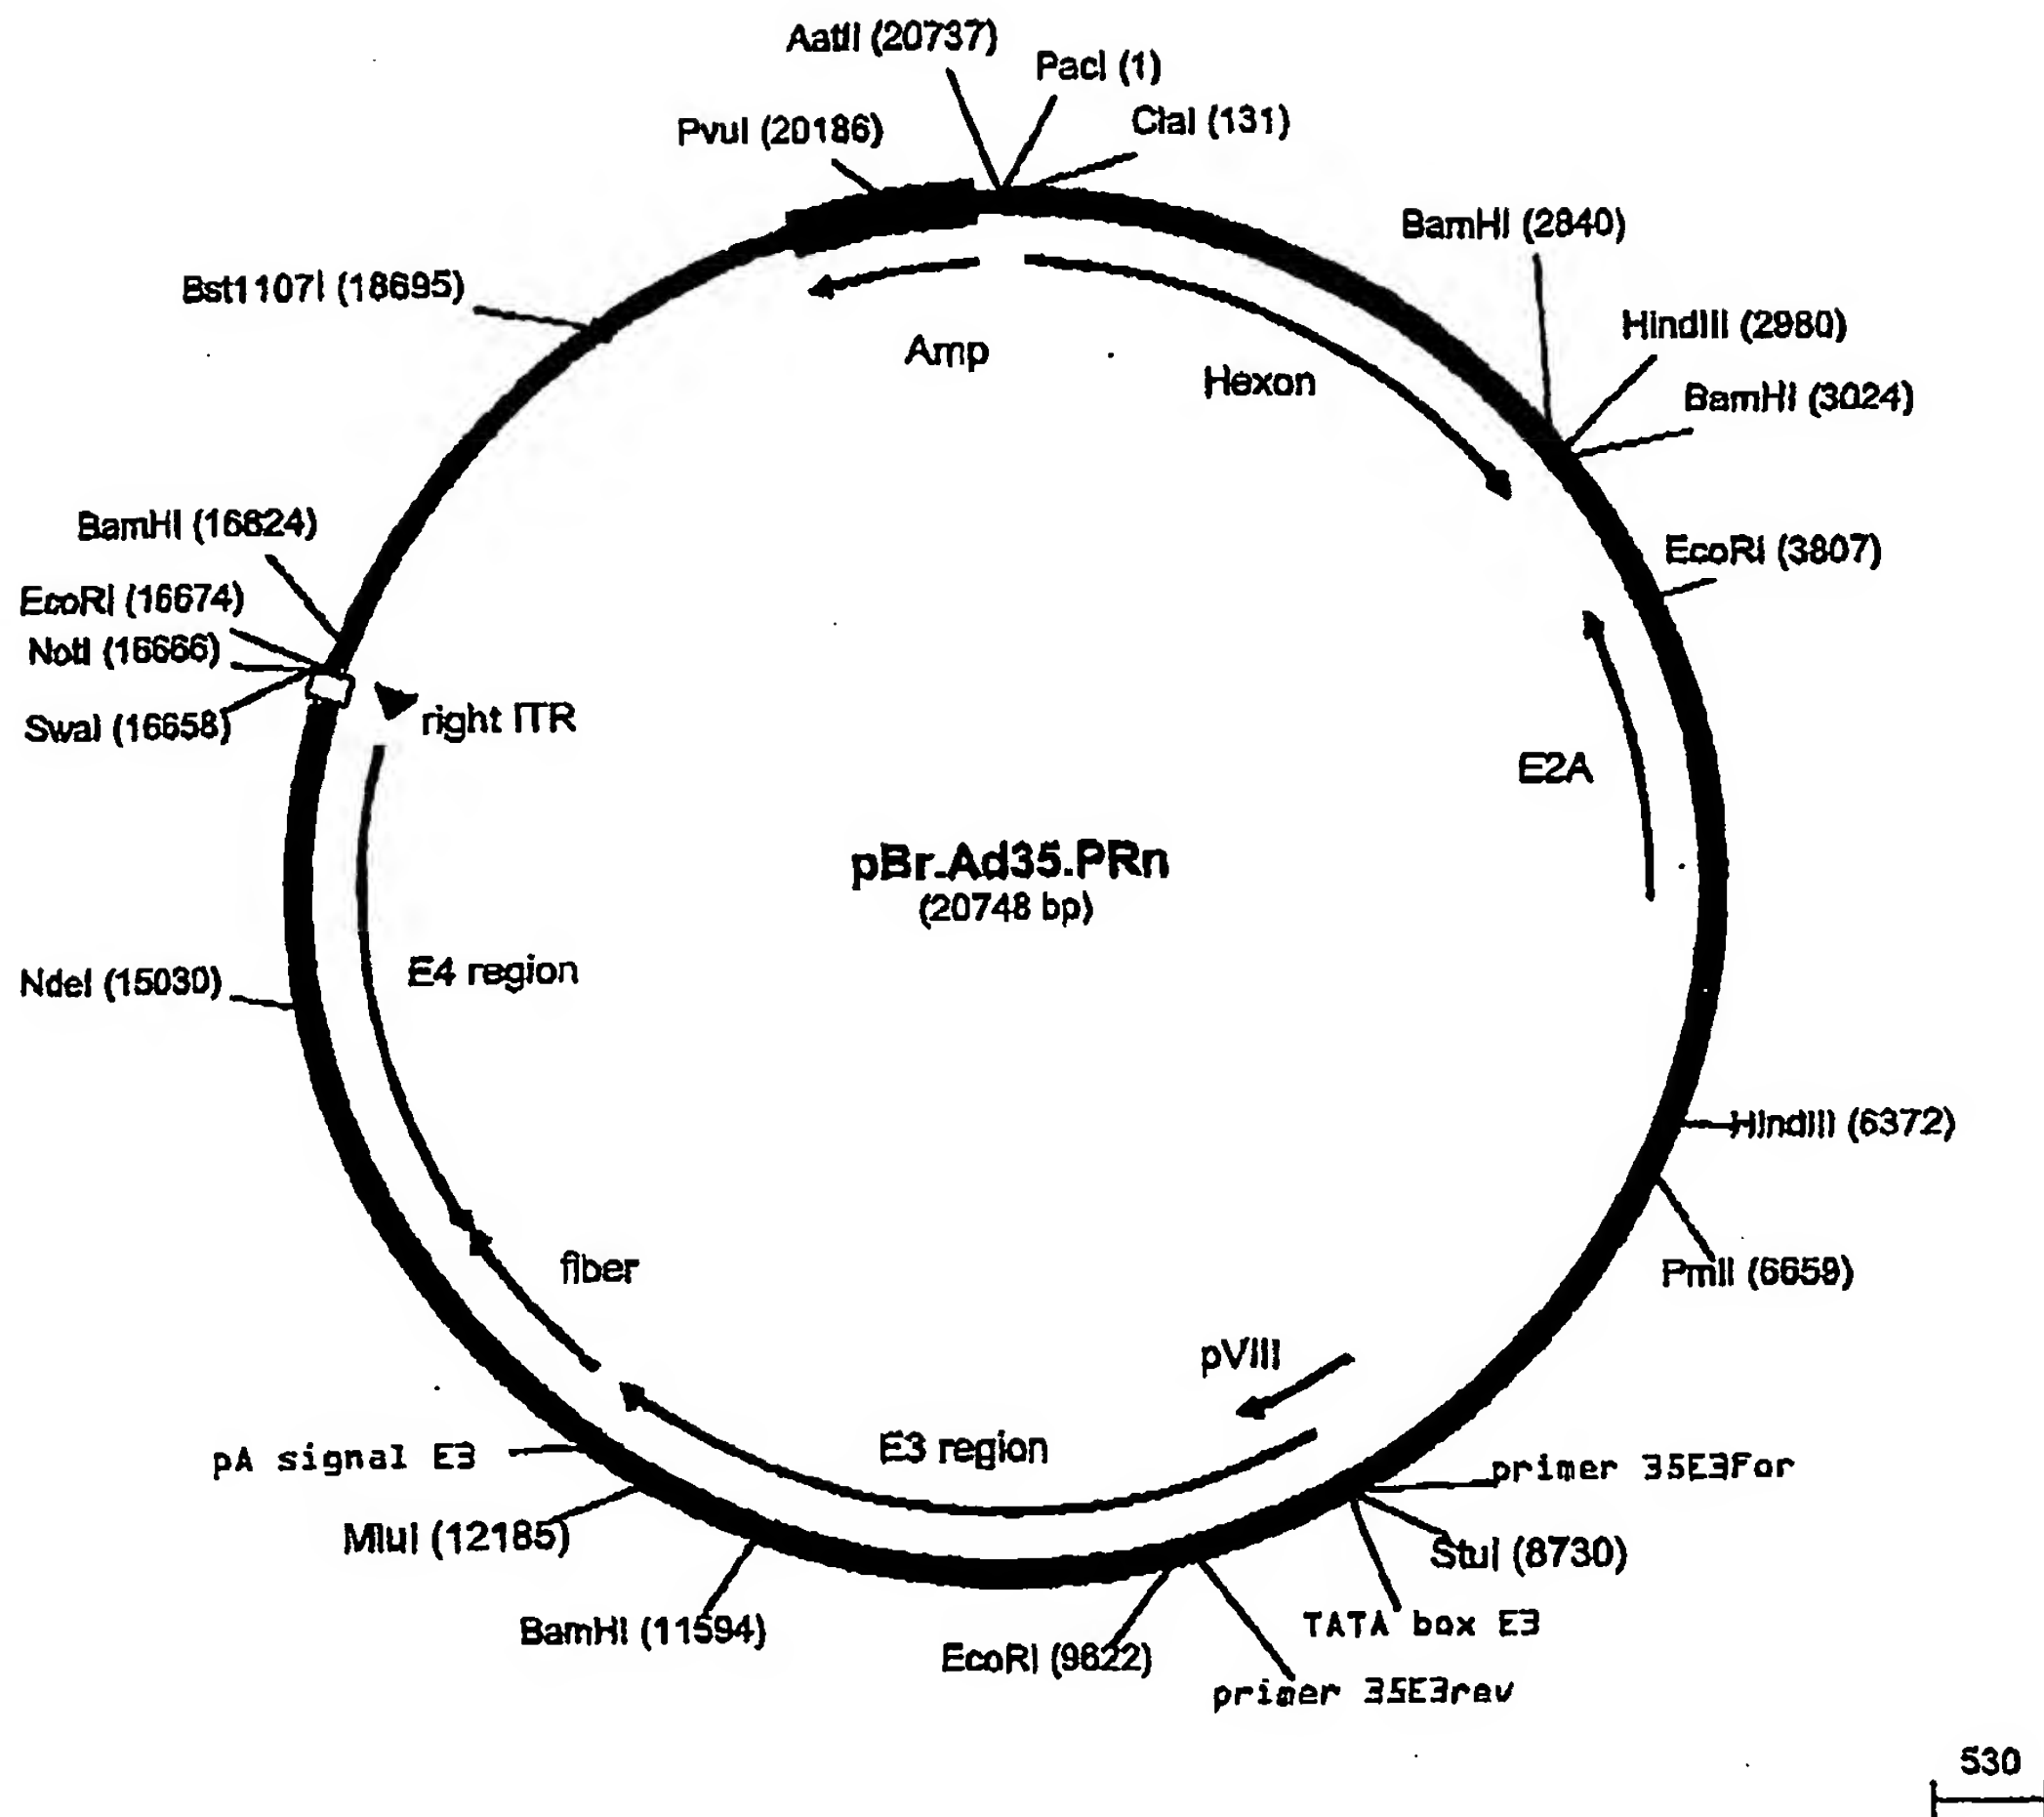 AatII (20737)
PacI (1)
ClaI (131)
PvuI (20186)
BamHI (2840)
Bst1107I (18695)
HindIII (2980)
Amp
Hexon
BamHI (3024)
BamHI (16824)
EcoRI (3807)
EcoRI (16674)
NotI (16666)
SwaI (16658)
right ITR
E2A
pBr.Ad35.PRn
(20748 bp)
NdeI (15030)
E4 region
HindIII (6372)
fiber
PmlI (6659)
pVIII
E3 region
pA signal E3
primer 35E3For
MluI (12185)
StuI (8730)
BamHI (11594)
TATA box E3
EcoRI (9622)
primer 35E3rev
530